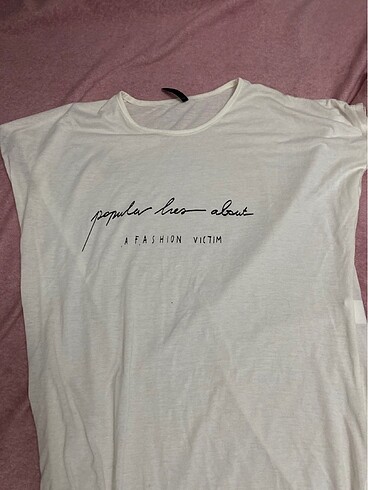 popular lies about
A FASHION VICTIM